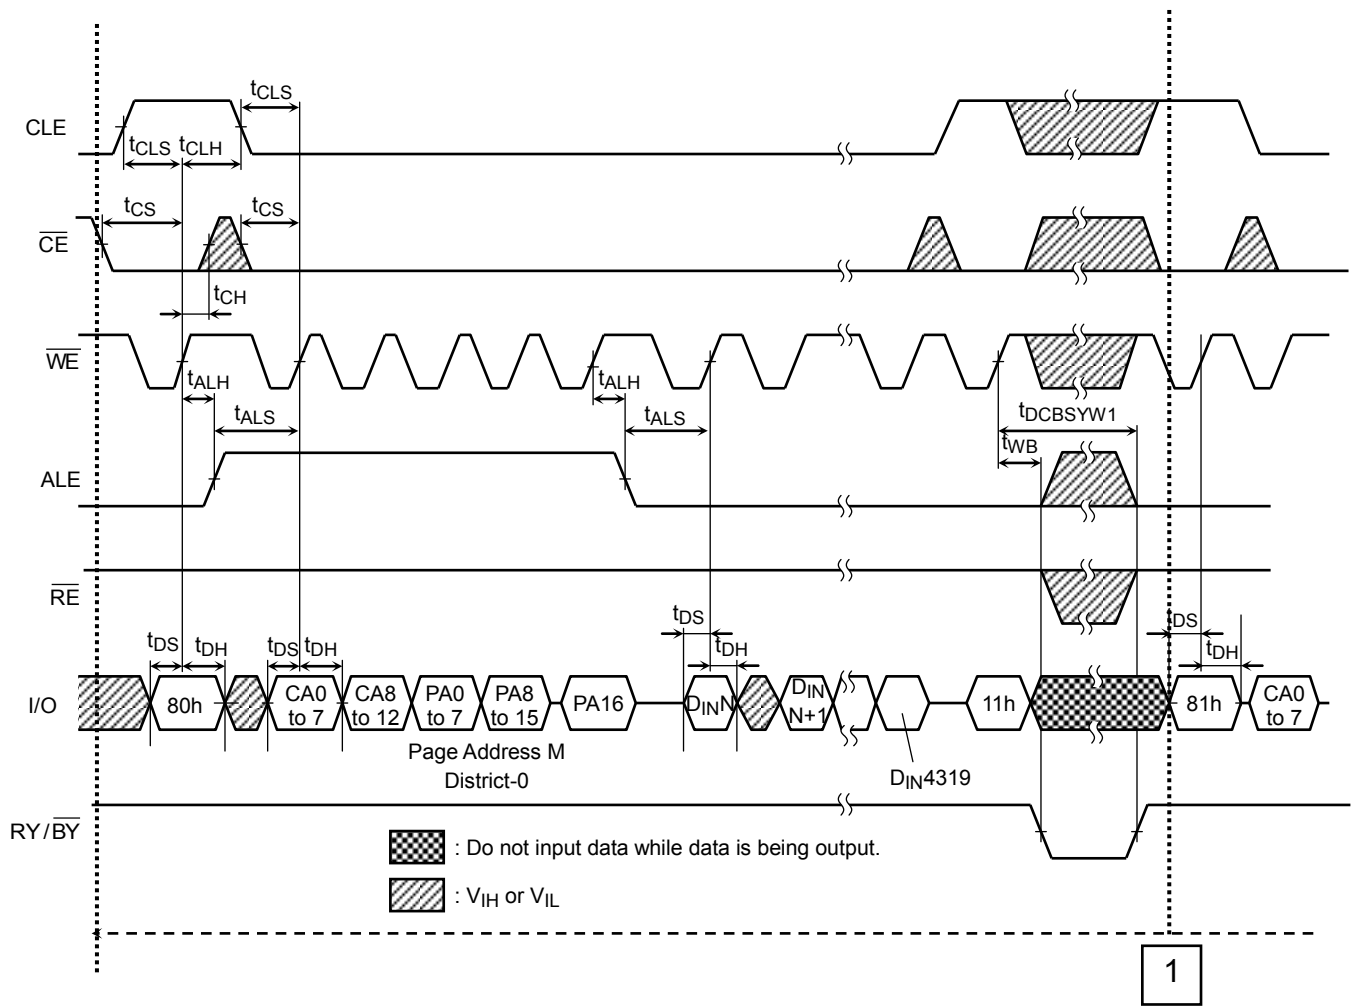 tCLS
CLE
tCLS tCLH
tCS tCS
CE
tCH
WE
tALH tALH
tALS tALS tDCBSYW1
tWB
ALE
RE
tDS tDH tDS tDH tDS tDH tDS tDH
I/O 80h CA0 to 7 CA8 to 12 PA0 to 7 PA8 to 15 PA16 DINN DIN N+1 11h 81h CA0 to 7
Page Address M
District-0
DIN4319
RY/BY
: Do not input data while data is being output.
: VIH or VIL
1